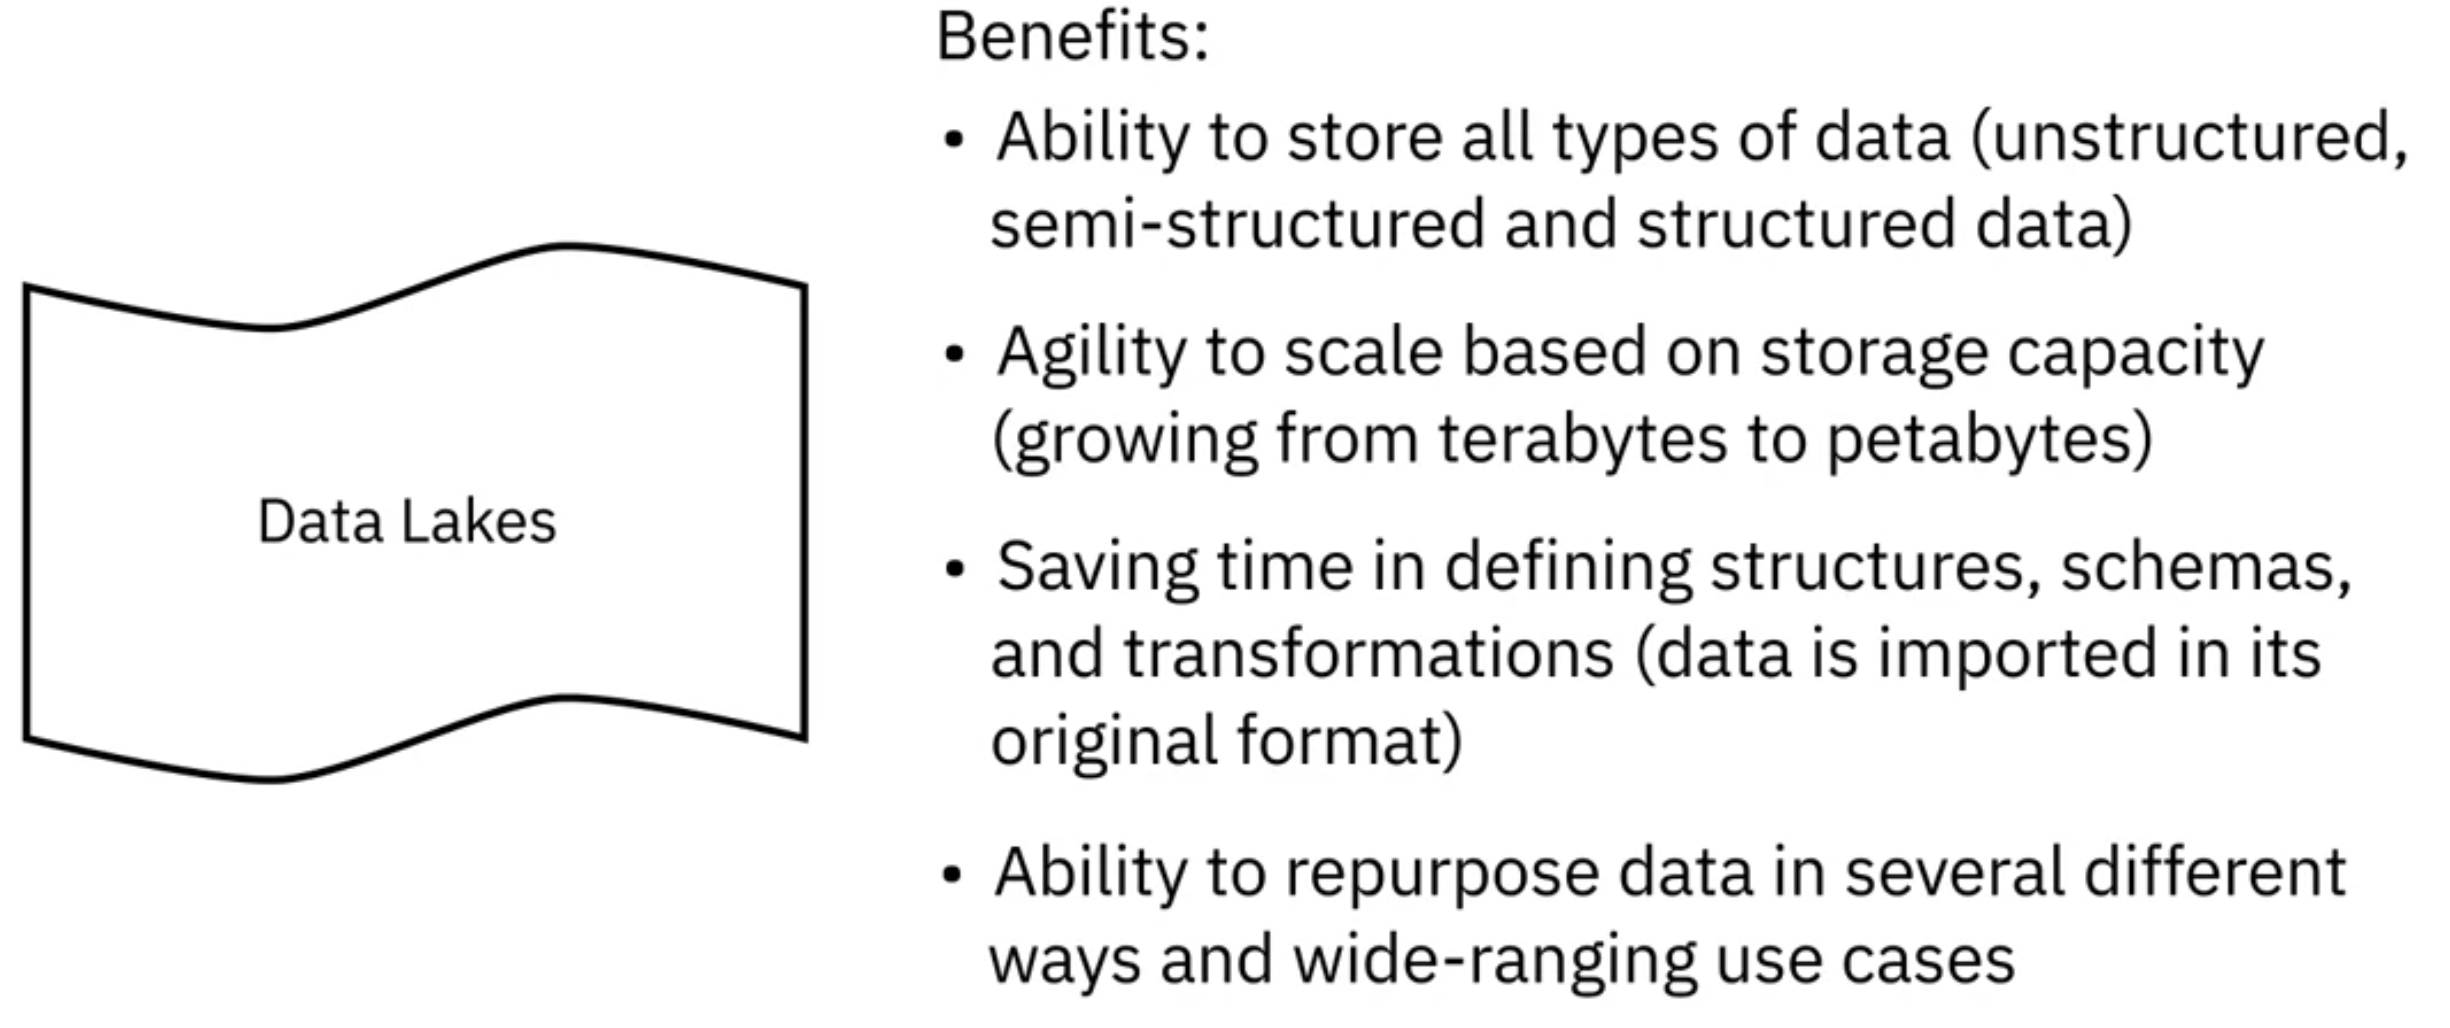 Data Lakes
Benefits:
• Ability to store all types of data (unstructured,
semi-structured and structured data)
• Agility to scale based on storage capacity
(growing from terabytes to petabytes)
• Saving time in defining structures, schemas,
and transformations (data is imported in its
original format)
• Ability to repurpose data in several different
ways and wide-ranging use cases